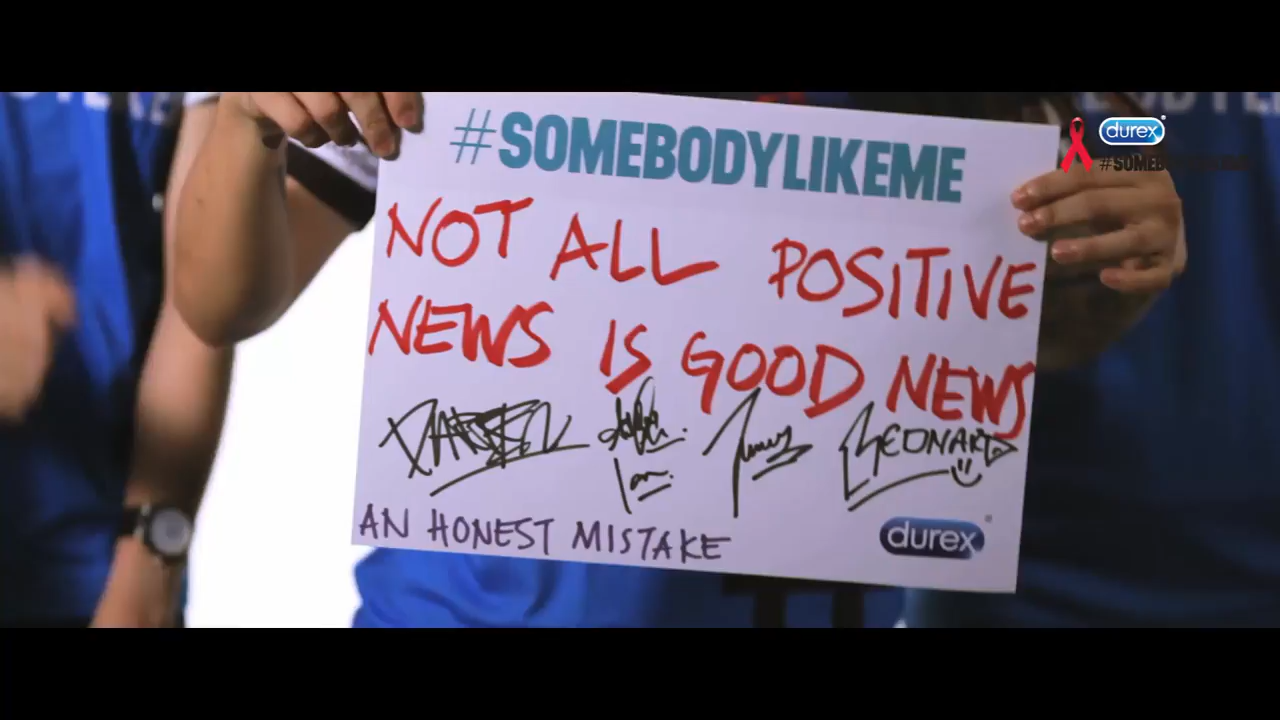 #SOMEBODYLIKEME
NOT ALL POSITIVE
NEWS IS GOOD NEWS
LEONARD
AN HONEST MISTAKE
durex
durex